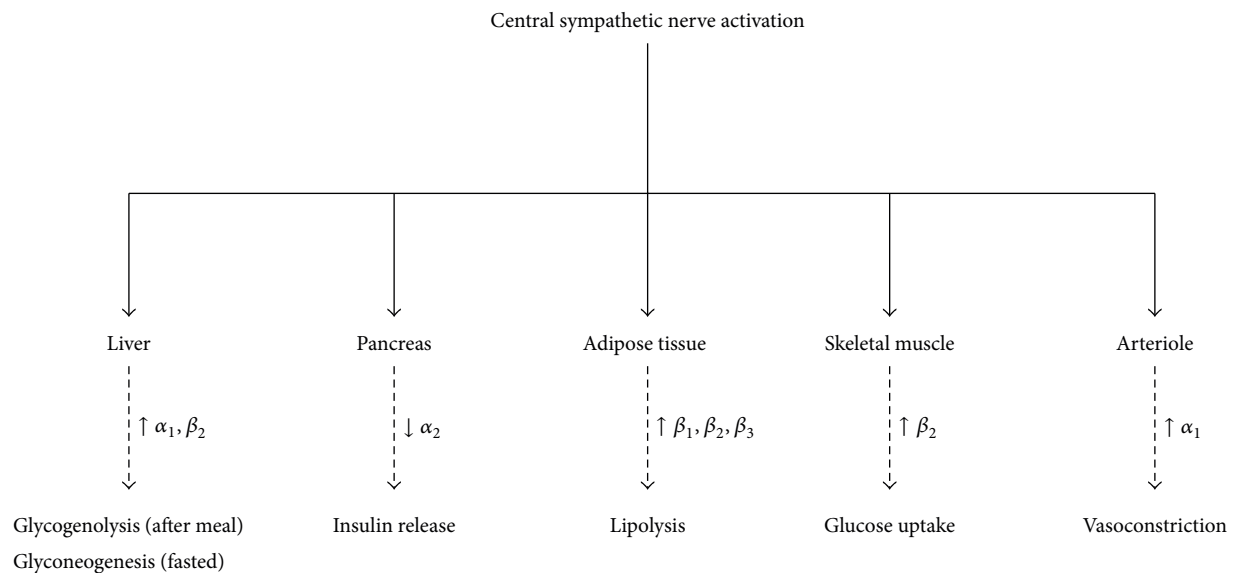 Central sympathetic nerve activation
Liver
Pancreas
Adipose tissue
Skeletal muscle
Arteriole
↑ α₁, β₂
↓ α₂
↑ β₁, β₂, β₃
↑ β₂
↑ α₁
Glycogenolysis (after meal)
Glyconeogenesis (fasted)
Insulin release
Lipolysis
Glucose uptake
Vasoconstriction